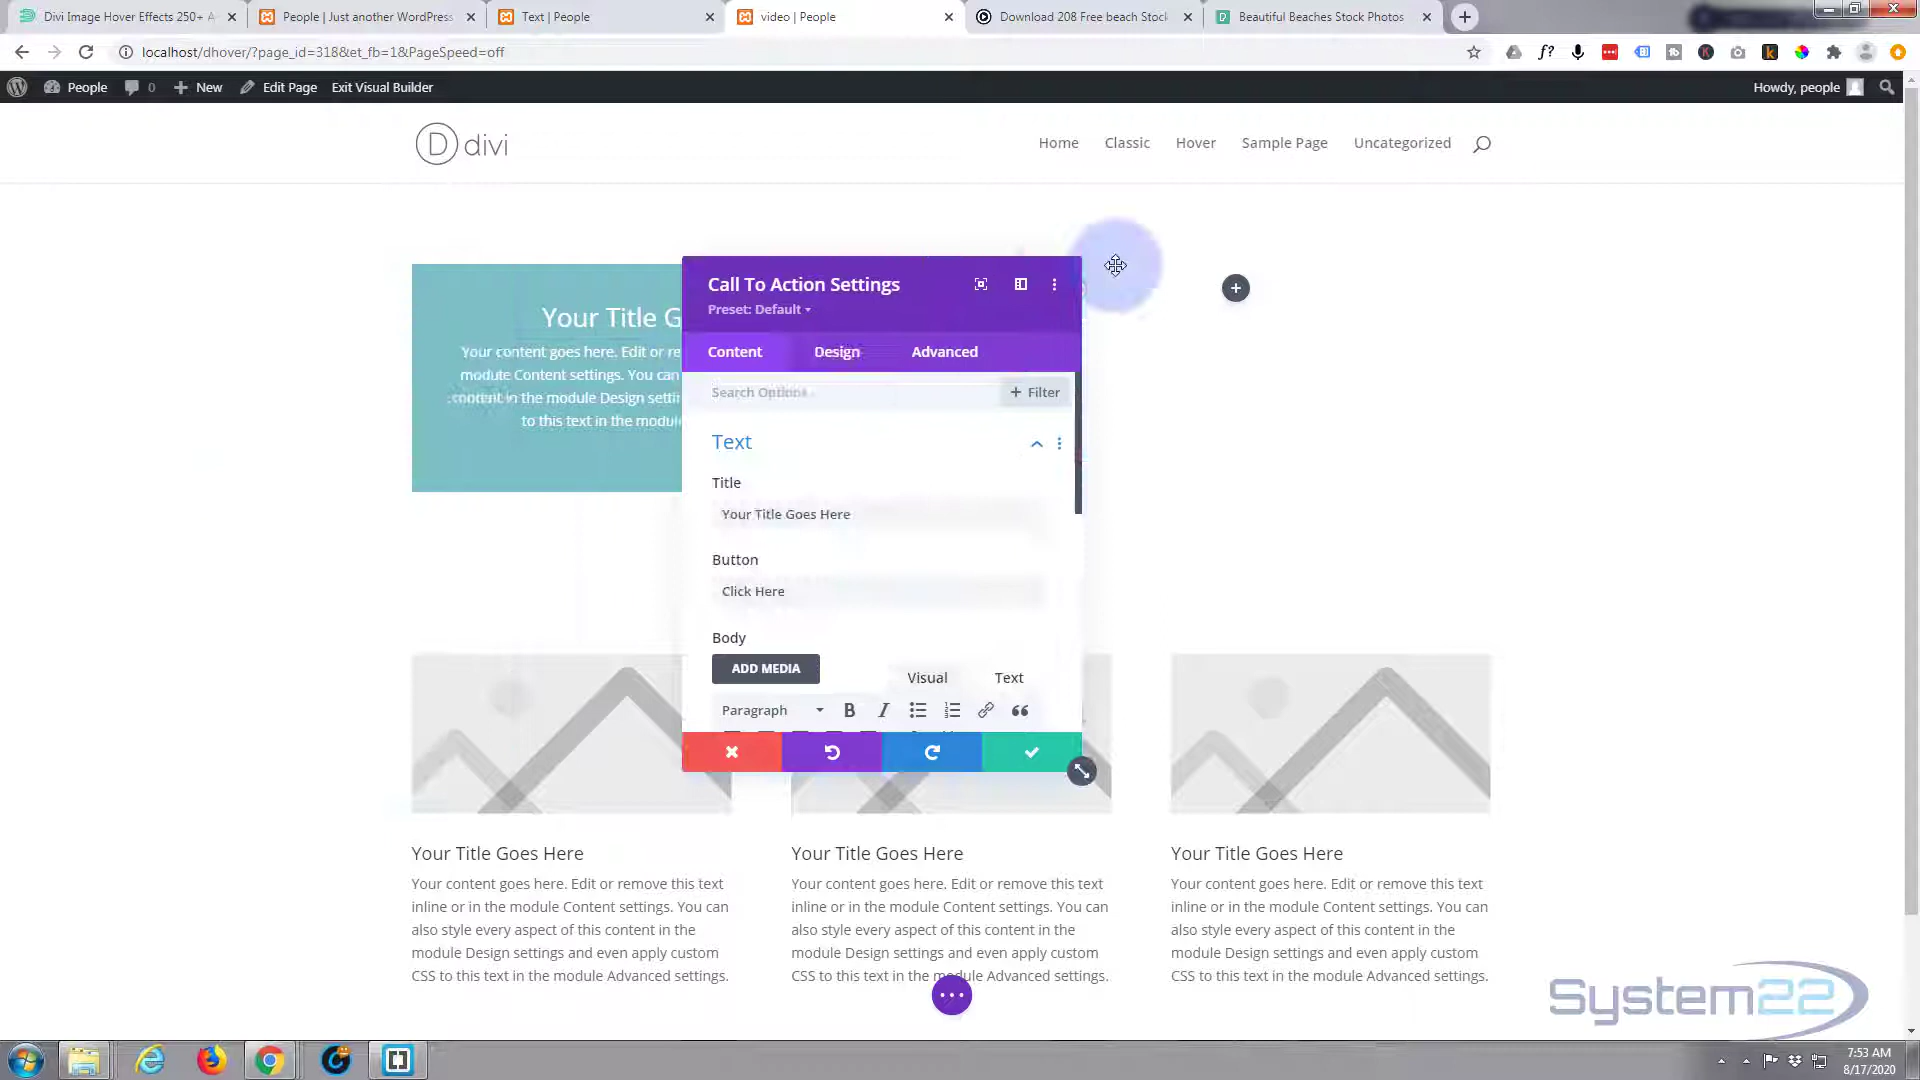 Divi Image Hover Effects 250+ A
People | Just another WordPress
Text | People
video | People
Download 208 Free beach Stock
Beautiful Beaches Stock Photos
localhost/dhover/?page_id=318&et_fb=1&PageSpeed=off
People
0
New
Edit Page
Exit Visual Builder
Howdy, people
D divi
Home
Classic
Hover
Sample Page
Uncategorized
Your Title G
Your content goes here. Edit or re
module Content settings. You can
content in the module Design setti
to this text in the modul
Call To Action Settings
Preset: Default
Content
Design
Advanced
Search Options
+ Filter
Text
Title
Your Title Goes Here
Button
Click Here
Body
ADD MEDIA
Visual
Text
Paragraph
B
I
Your Title Goes Here
Your content goes here. Edit or remove this text
inline or in the module Content settings. You can
also style every aspect of this content in the
module Design settings and even apply custom
CSS to this text in the module Advanced settings.
Your Title Goes Here
Your content goes here. Edit or remove this text
inline or in the module Content settings. You can
also style every aspect of this content in the
module Design settings and even apply custom
CSS to this text in the module Advanced settings.
Your Title Goes Here
Your content goes here. Edit or remove this text
inline or in the module Content settings. You can
also style every aspect of this content in the
module Design settings and even apply custom
CSS to this text in the module Advanced settings.
System22
7:53 AM
8/17/2020